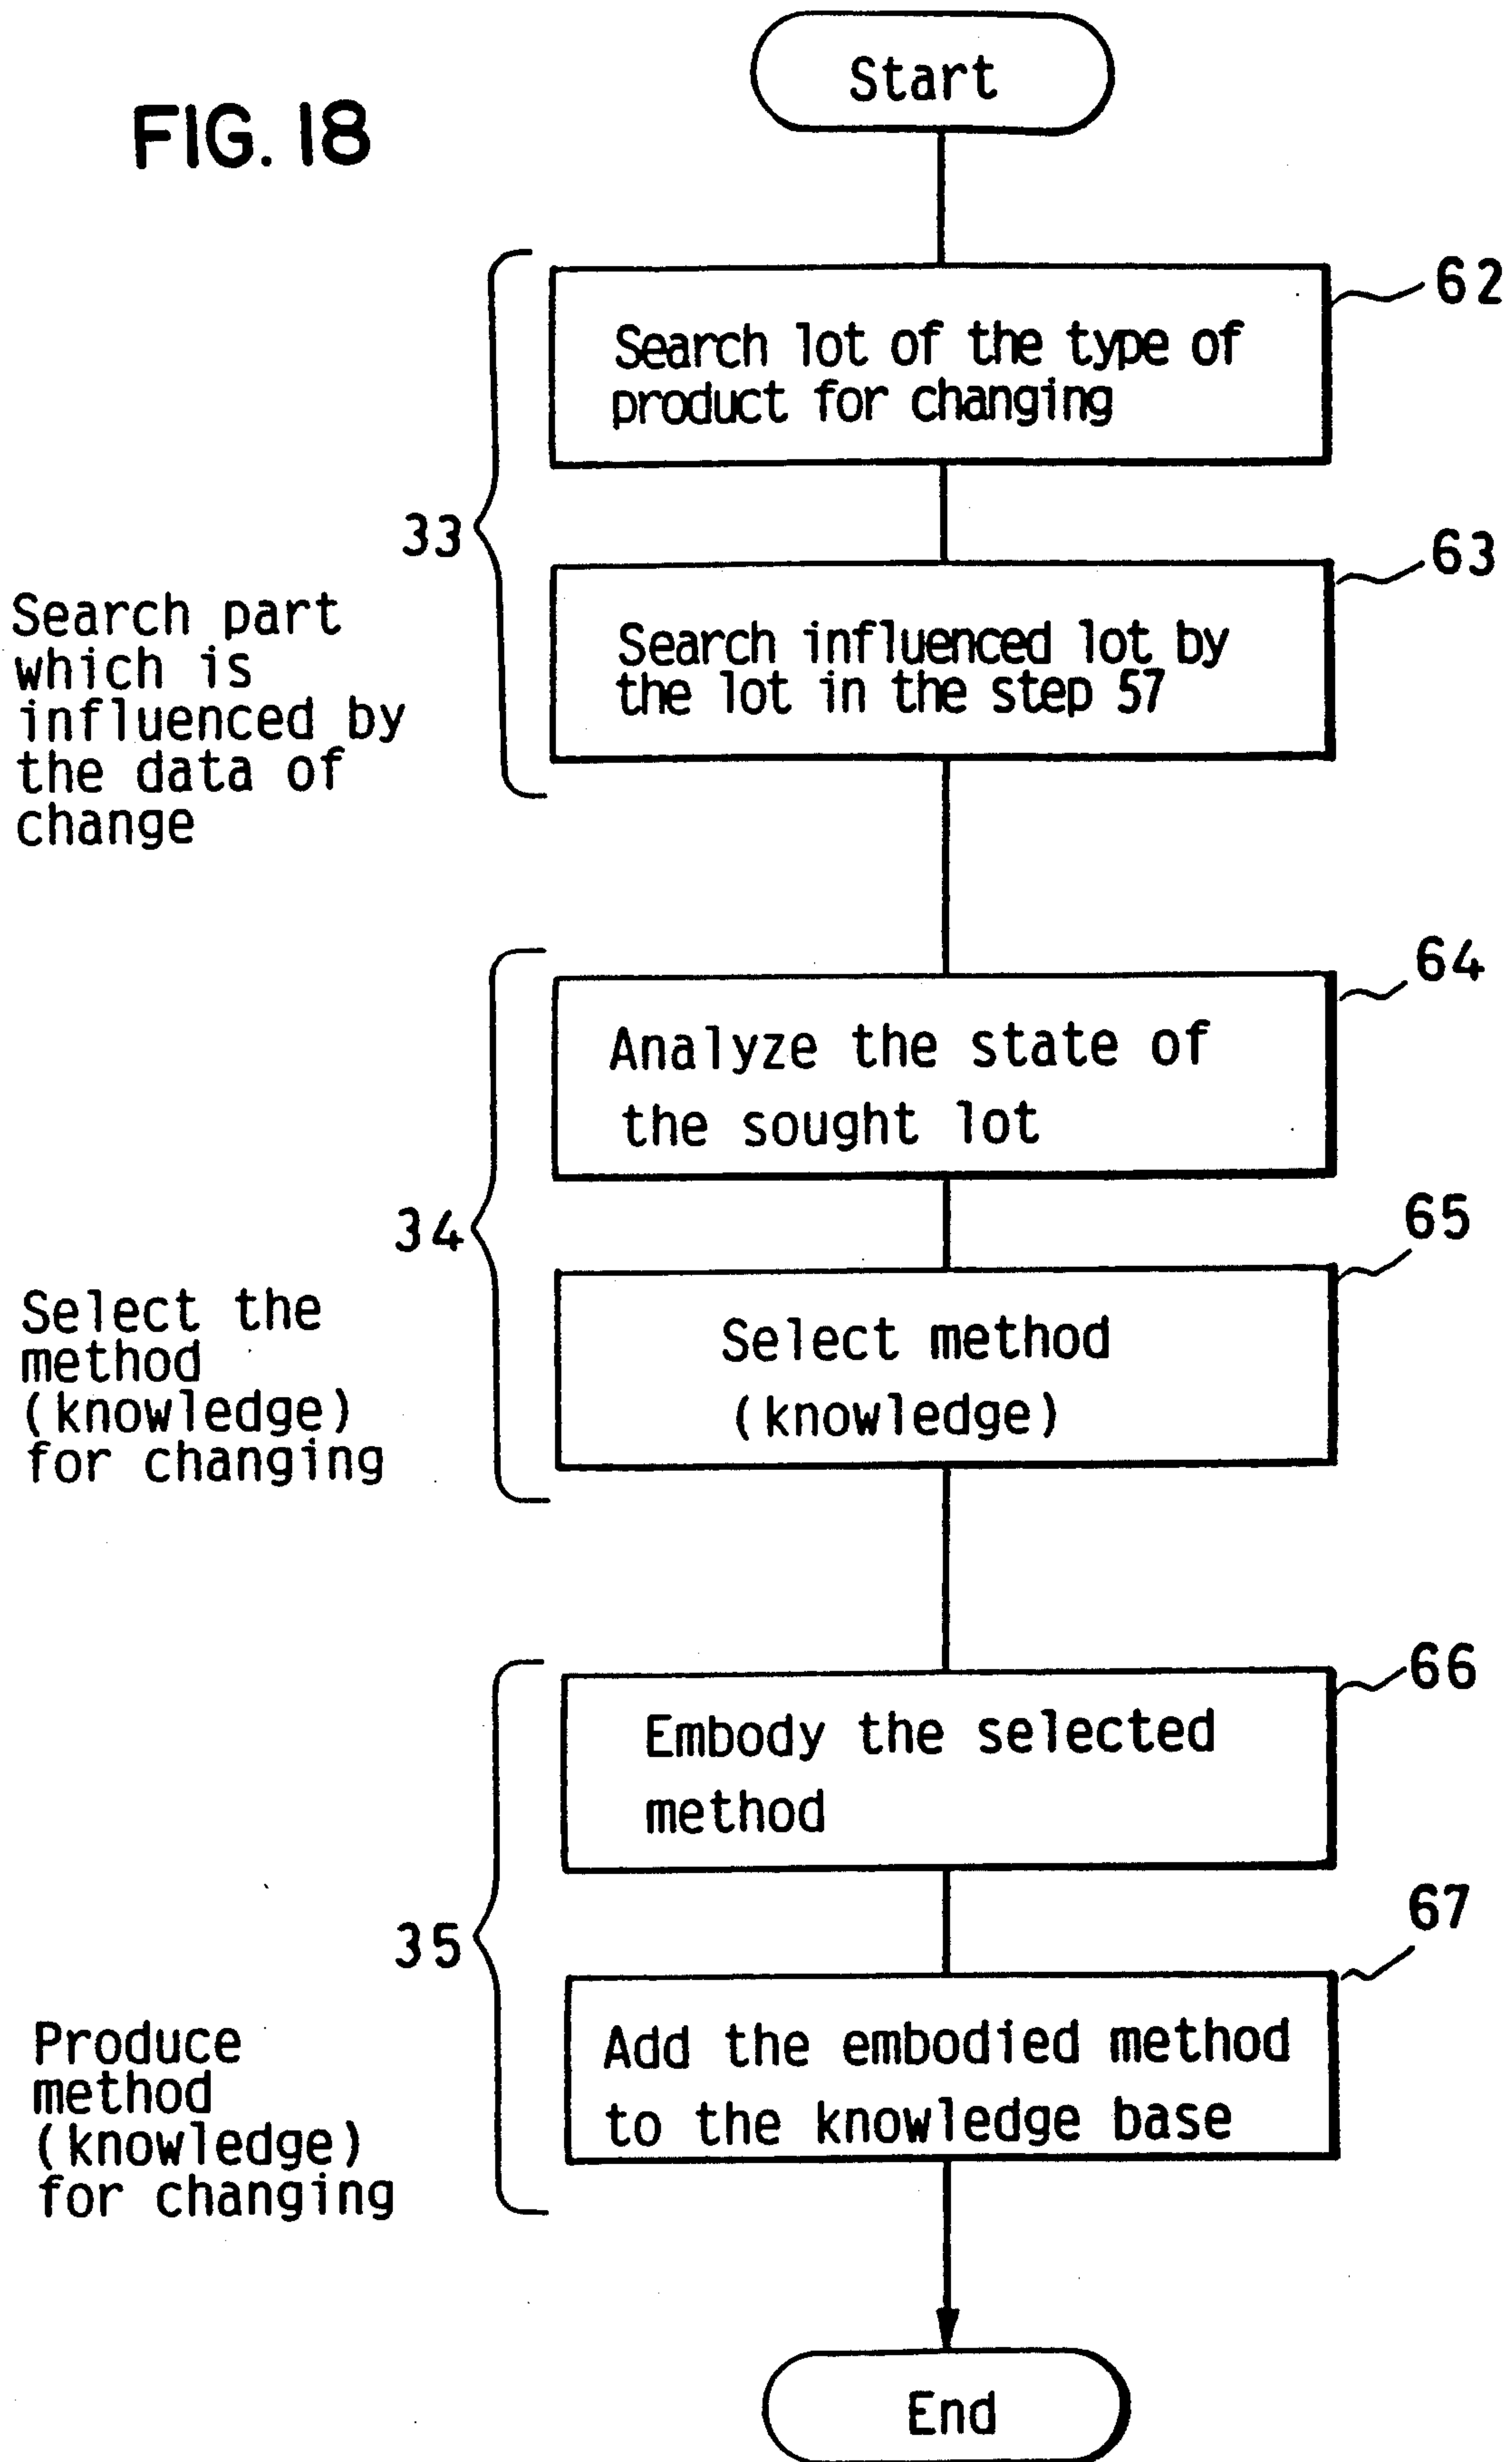 FIG. 18
Start
62
Search lot of the type of
product for changing
33
63
Search influenced lot by
the lot in the step 57
Search part
which is
influenced by
the data of
change
64
Analyze the state of
the sought lot
34
65
Select method
(knowledge)
Select the
method
(knowledge)
for changing
66
Embody the selected
method
35
67
Add the embodied method
to the knowledge base
Produce
method
(knowledge)
for changing
End